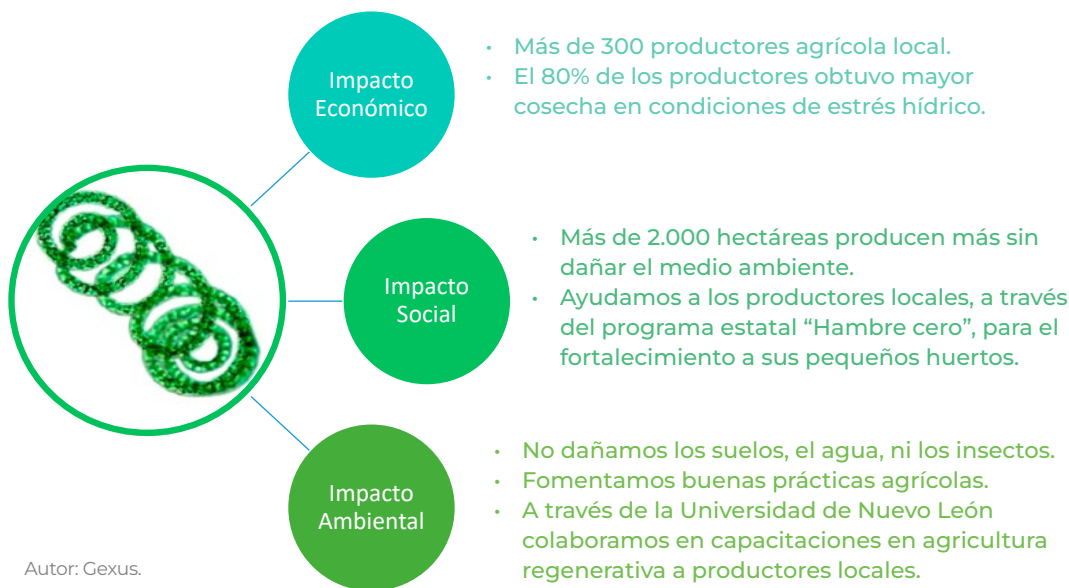 Impacto
Económico
• Más de 300 productores agrícola local.
• El 80% de los productores obtuvo mayor
cosecha en condiciones de estrés hídrico.
Impacto
Social
• Más de 2.000 hectáreas producen más sin
dañar el medio ambiente.
• Ayudamos a los productores locales, a través
del programa estatal “Hambre cero”, para el
fortalecimiento a sus pequeños huertos.
Impacto
Ambiental
• No dañamos los suelos, el agua, ni los insectos.
• Fomentamos buenas prácticas agrícolas.
• A través de la Universidad de Nuevo León
colaboramos en capacitaciones en agricultura
regenerativa a productores locales.
Autor: Gexus.